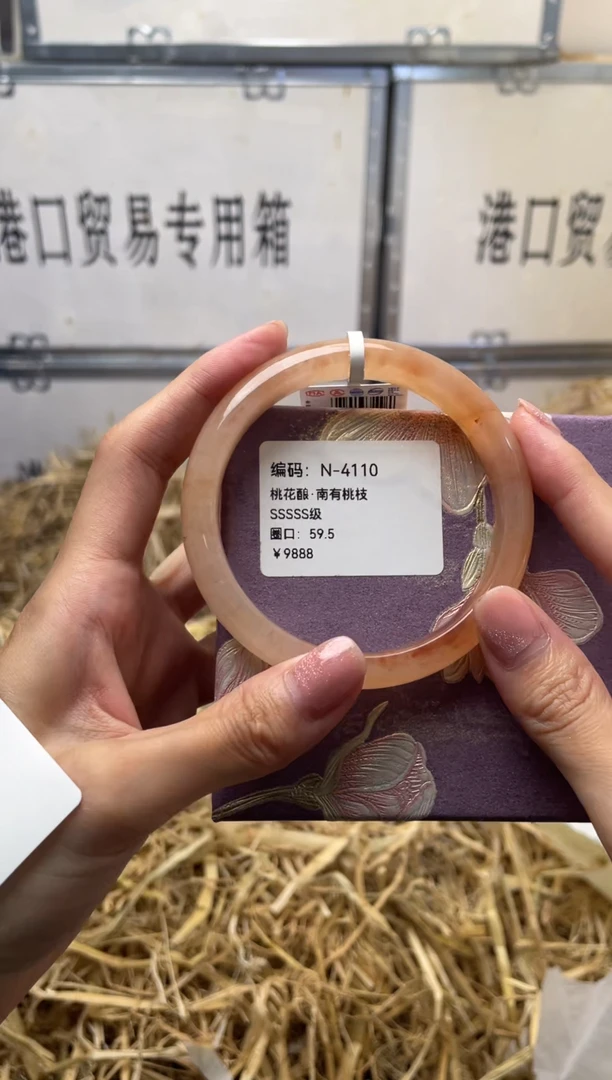 港口贸易专用箱
港口贸
编码：N-4110
桃花酿·南有桃枝
SSSSS级
圈口：59.5
￥9888